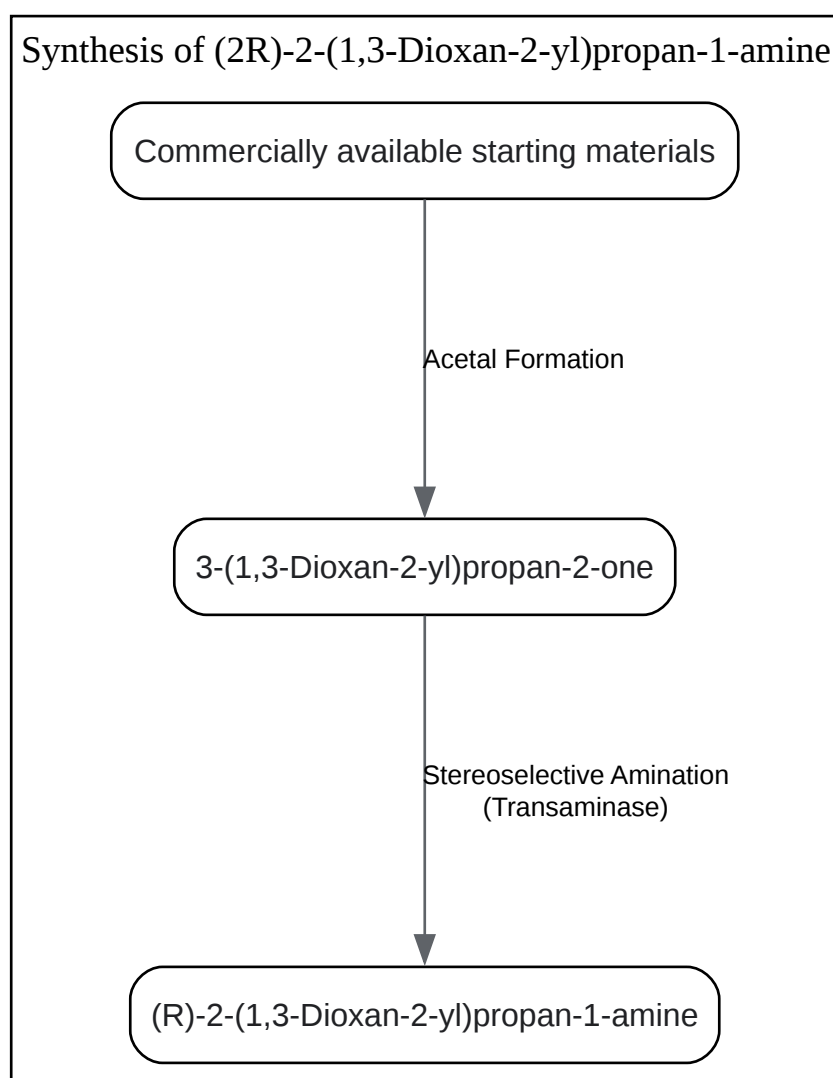 Synthesis of (2R)-2-(1,3-Dioxan-2-yl)propan-1-amine
Commercially available starting materials
Acetal Formation
3-(1,3-Dioxan-2-yl)propan-2-one
Stereoselective Amination
(Transaminase)
(R)-2-(1,3-Dioxan-2-yl)propan-1-amine